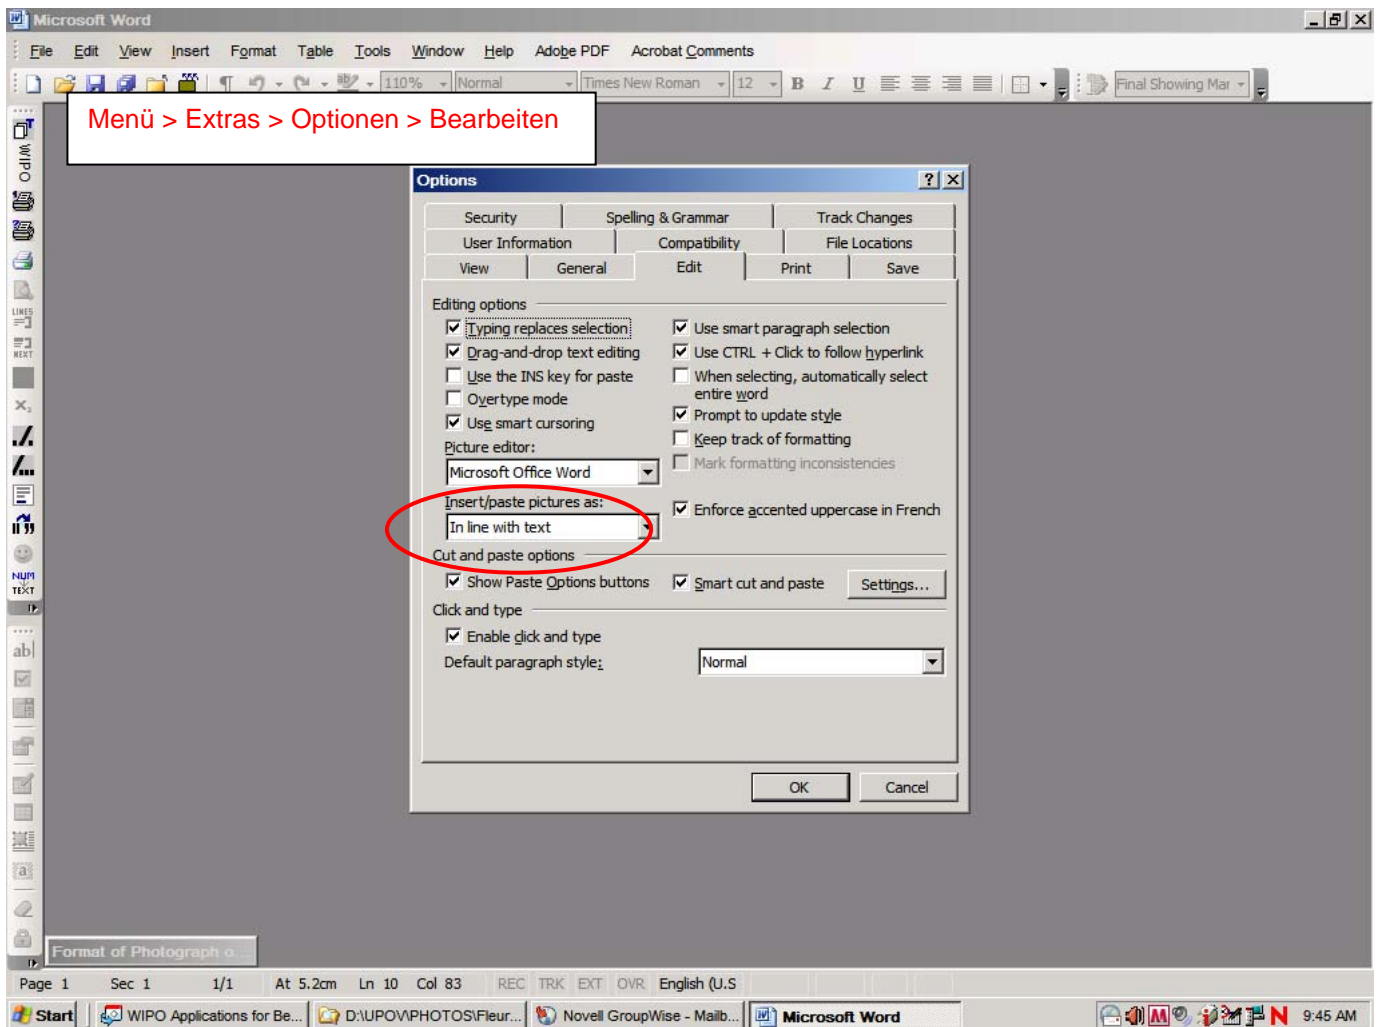 Microsoft Word
File Edit View Insert Format Table Tools Window Help Adobe PDF Acrobat Comments
110% Normal Times New Roman 12 B I U Final Showing Mar
Menü > Extras > Optionen > Bearbeiten
WIPO
LINES
NEXT
NUM
TEXT
ab|
a
Options
Security Spelling & Grammar Track Changes
User Information Compatibility File Locations
View General Edit Print Save
Editing options
Typing replaces selection
Drag-and-drop text editing
Use the INS key for paste
Overtype mode
Use smart cursoring
Picture editor:
Microsoft Office Word
Insert/paste pictures as:
In line with text
Use smart paragraph selection
Use CTRL + Click to follow hyperlink
When selecting, automatically select
entire word
Prompt to update style
Keep track of formatting
Mark formatting inconsistencies
Enforce accented uppercase in French
Cut and paste options
Show Paste Options buttons Smart cut and paste Settings...
Click and type
Enable click and type
Default paragraph style: Normal
OK Cancel
Format of Photograph o...
Page 1 Sec 1 1/1 At 5.2cm Ln 10 Col 83 REC TRK EXT OVR English (U.S
Start WIPO Applications for Be... D:\UPOV\PHOTOS\Fleur... Novell GroupWise - Mailb... Microsoft Word M N 9:45 AM